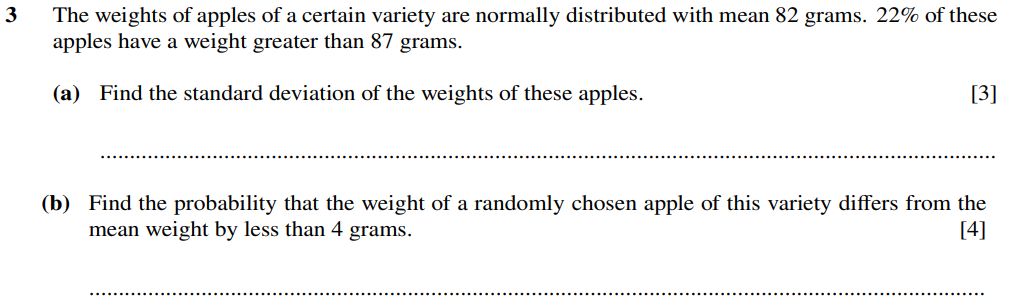 3 The weights of apples of a certain variety are normally distributed with mean 82 grams. 22% of these
apples have a weight greater than 87 grams.
(a) Find the standard deviation of the weights of these apples. [3]
................................................................................................................................................
(b) Find the probability that the weight of a randomly chosen apple of this variety differs from the
mean weight by less than 4 grams. [4]
................................................................................................................................................